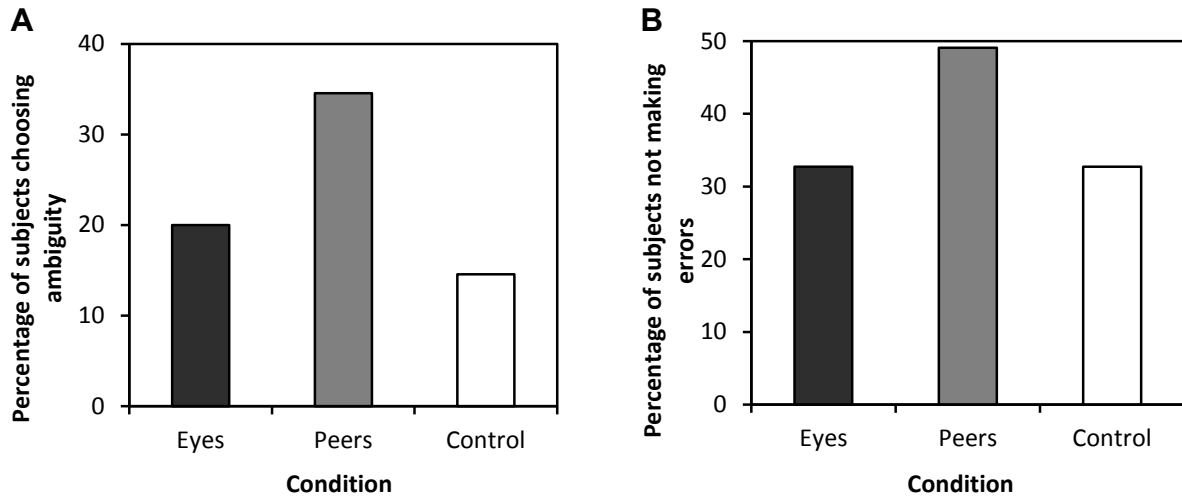 A
Percentage of subjects choosing
ambiguity
40
30
20
10
0
Eyes Peers Control
Condition
B
Percentage of subjects not making
errors
50
40
30
20
10
0
Eyes Peers Control
Condition